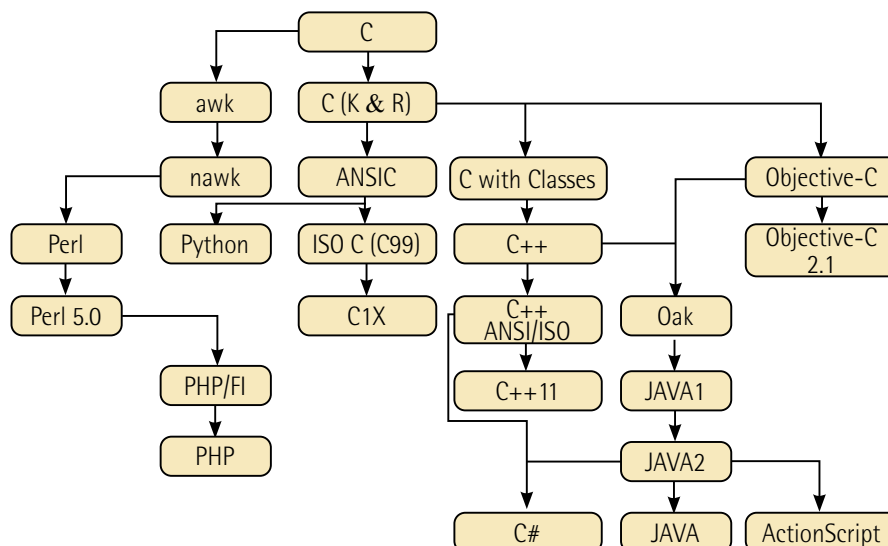 C
awk
C (K & R)
nawk
ANSIC
C with Classes
Objective-C
Perl
Python
ISO C (C99)
C++
Objective-C
2.1
Perl 5.0
C1X
C++
ANSI/ISO
Oak
PHP/FI
C++11
JAVA1
PHP
JAVA2
C#
JAVA
ActionScript